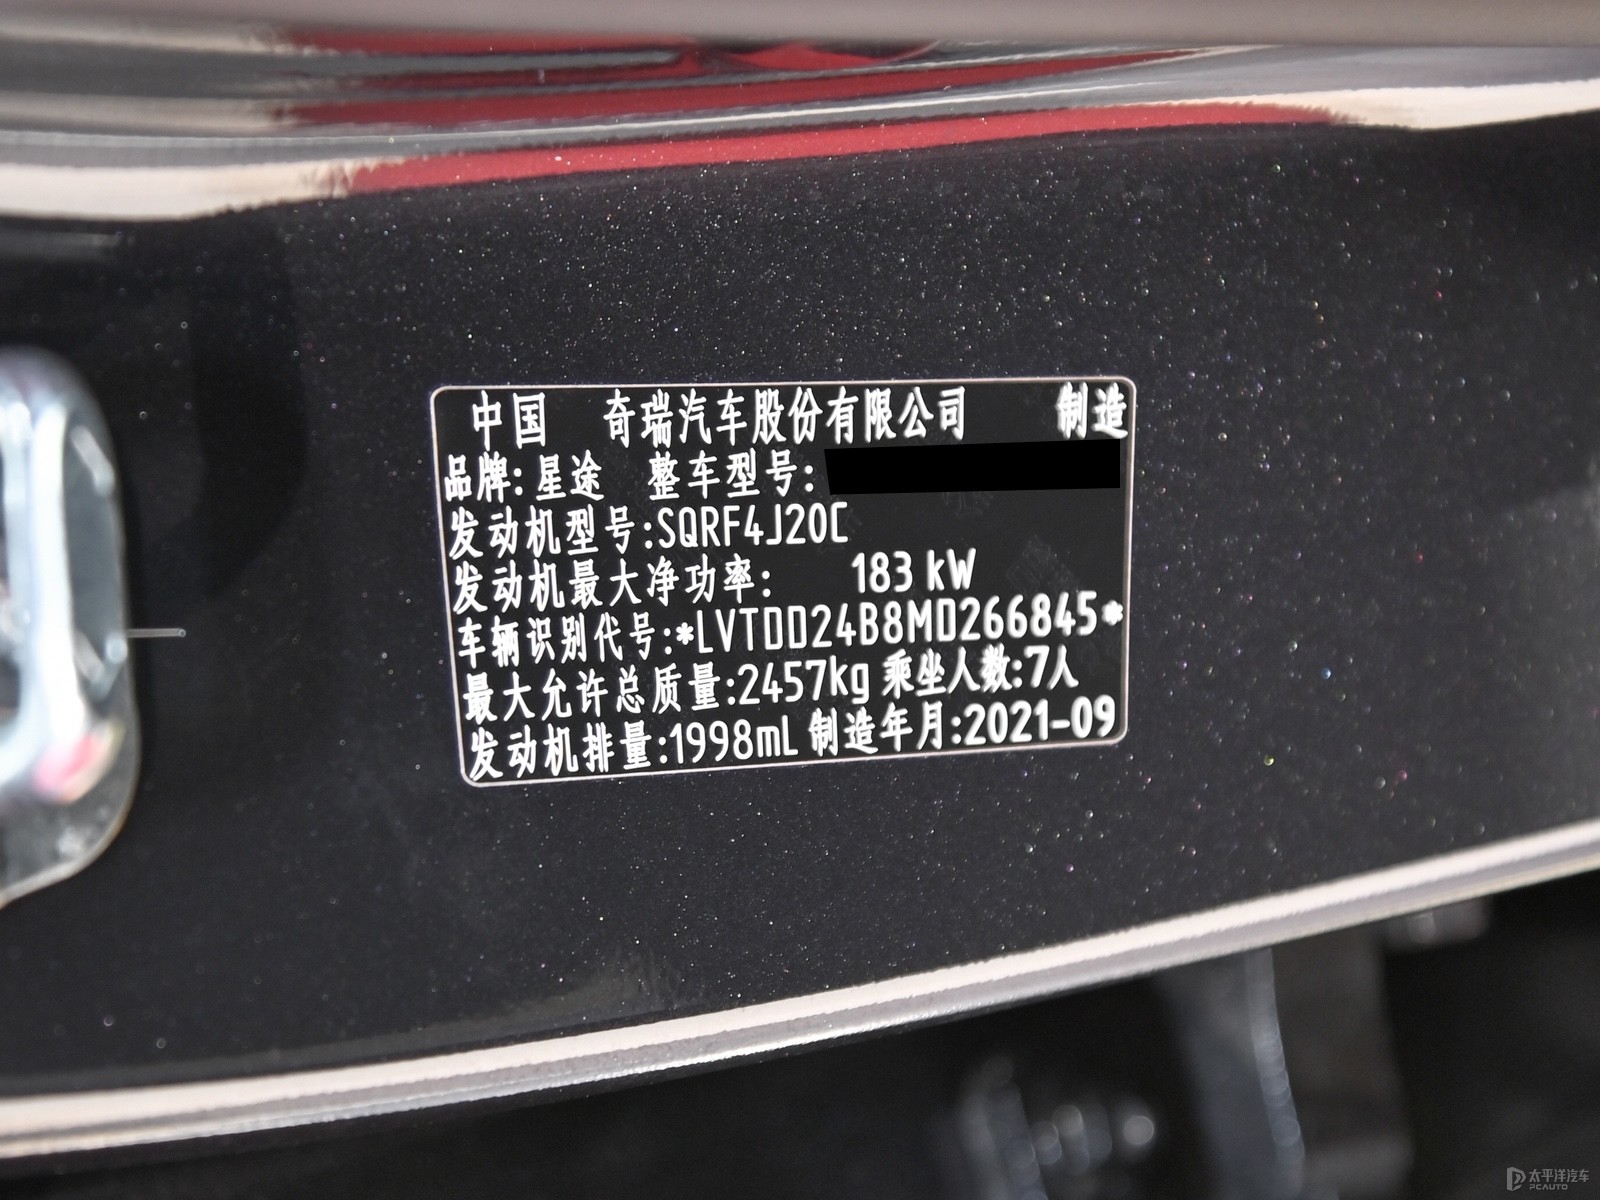 中国 奇瑞汽车股份有限公司 制造
品牌:星途 整车型号:
发动机型号:SQRF4J20C
发动机最大净功率: 183 kW
车辆识别代号:*LVTDD24B8MD266845*
最大允许总质量:2457kg 乘坐人数:7人
发动机排量:1998mL 制造年月:2021-09
太平洋汽车
PCAUTO